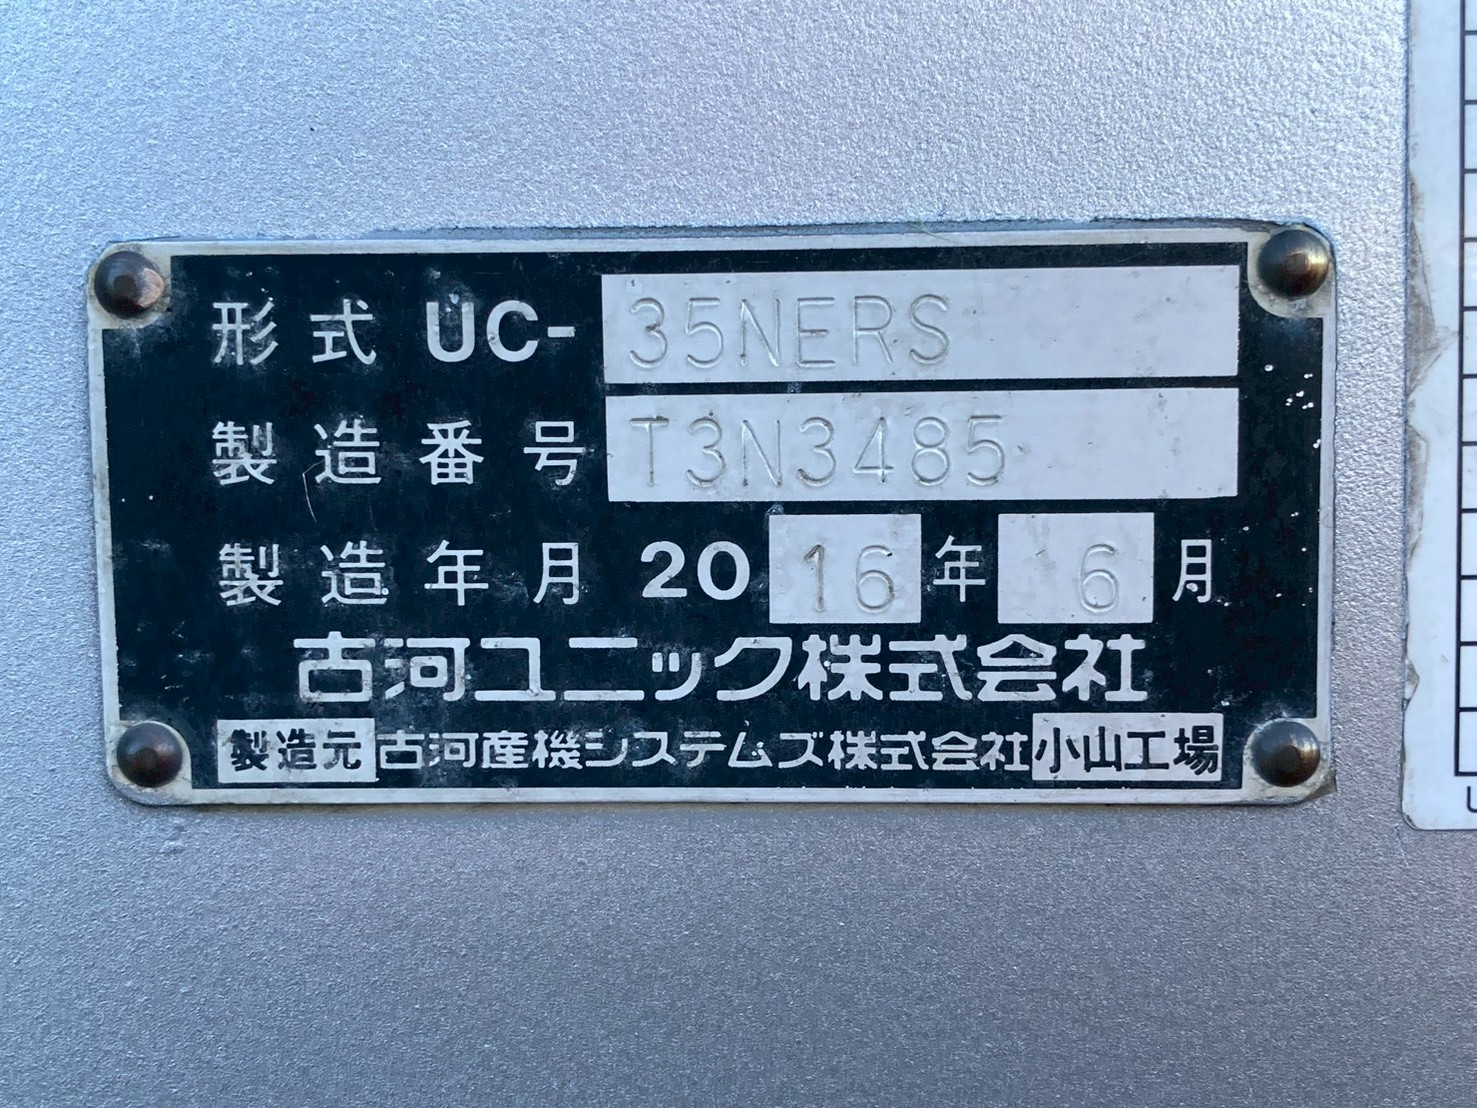 形式 UC-35NERS
製造番号 T3N3485
製造年月 2016年 6月
古河ユニック株式会社
製造元 古河産機システムズ株式会社 小山工場